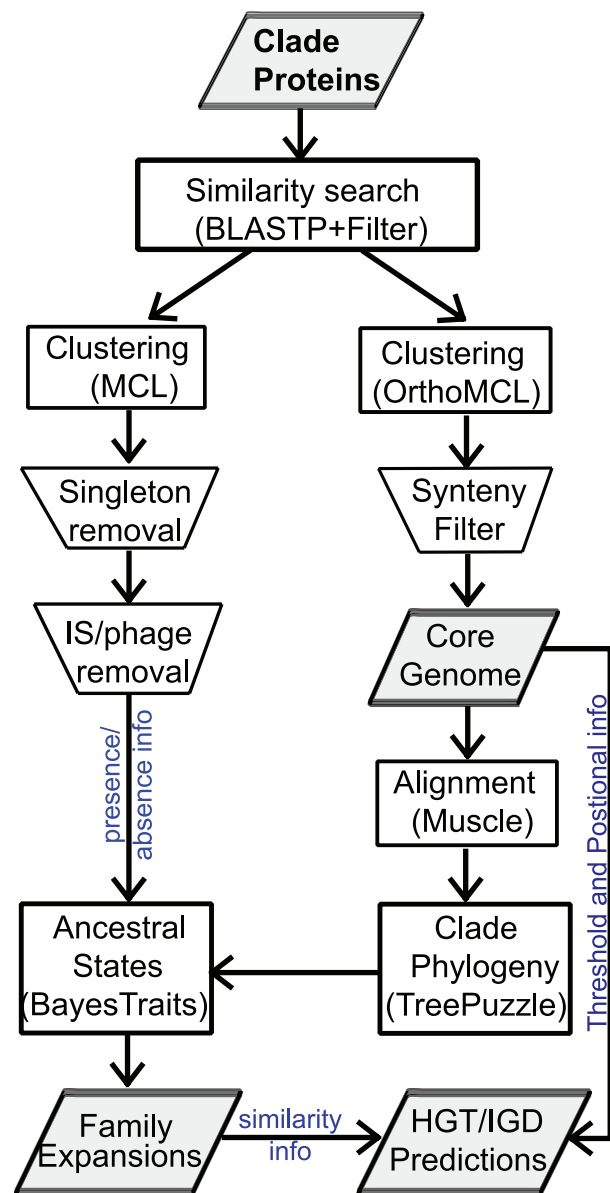 Clade
Proteins
Similarity search
(BLASTP+Filter)
Clustering
(MCL)
Clustering
(OrthoMCL)
Singleton
removal
Synteny
Filter
IS/phage
removal
Core
Genome
presence/
absence info
Alignment
(Muscle)
Threshold and Postional info
Ancestral
States
(BayesTraits)
Clade
Phylogeny
(TreePuzzle)
Family
Expansions
similarity
info
HGT/IGD
Predictions